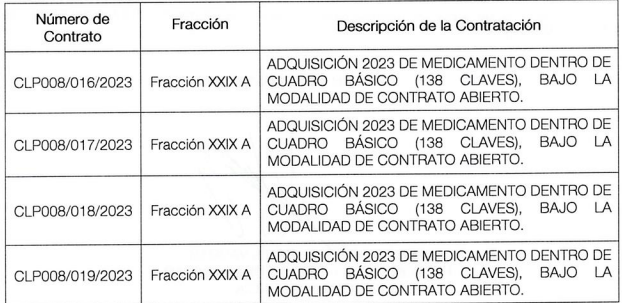 Número de
Contrato
Fracción
Descripción de la Contratación
CLP008/016/2023
Fracción XXIX A
ADQUISICIÓN 2023 DE MEDICAMENTO DENTRO DE
CUADRO BÁSICO (138 CLAVES), BAJO LA
MODALIDAD DE CONTRATO ABIERTO.
CLP008/017/2023
Fracción XXIX A
ADQUISICIÓN 2023 DE MEDICAMENTO DENTRO DE
CUADRO BÁSICO (138 CLAVES), BAJO LA
MODALIDAD DE CONTRATO ABIERTO.
CLP008/018/2023
Fracción XXIX A
ADQUISICIÓN 2023 DE MEDICAMENTO DENTRO DE
CUADRO BÁSICO (138 CLAVES), BAJO LA
MODALIDAD DE CONTRATO ABIERTO.
CLP008/019/2023
Fracción XXIX A
ADQUISICIÓN 2023 DE MEDICAMENTO DENTRO DE
CUADRO BÁSICO (138 CLAVES), BAJO LA
MODALIDAD DE CONTRATO ABIERTO.